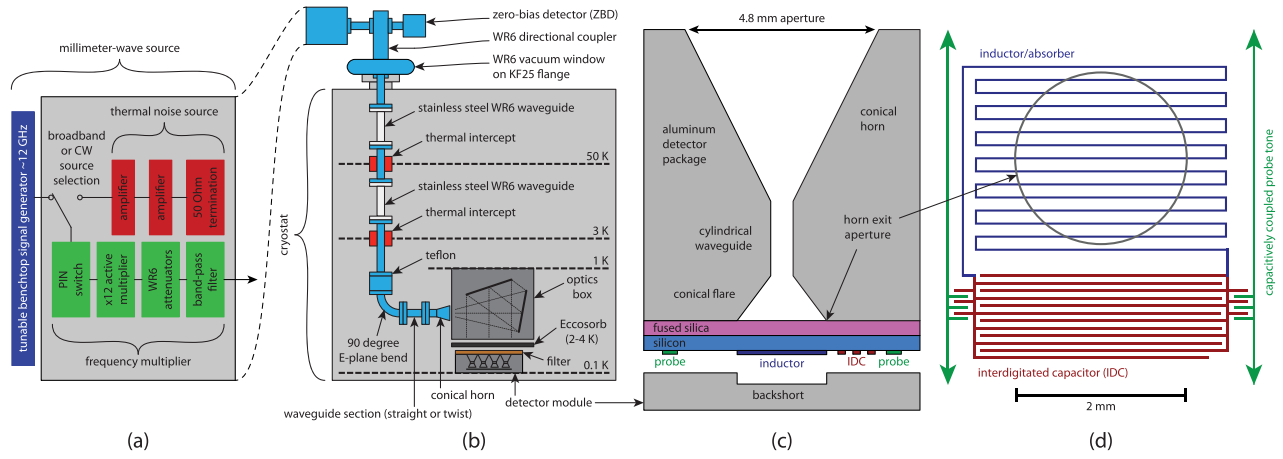 millimeter-wave source
thermal noise source
broadband
or CW
source
selection
tunable benchtop signal generator ~12 GHz
amplifier
amplifier
50 Ohm
termination
PIN
switch
x12 active
multiplier
WR6
attenuators
band-pass
filter
frequency multiplier
(a)
zero-bias detector (ZBD)
WR6 directional coupler
WR6 vacuum window
on KF25 flange
stainless steel WR6 waveguide
thermal intercept
50 K
stainless steel WR6 waveguide
thermal intercept
3 K
cryostat
teflon
1 K
optics
box
Eccosorb
(2-4 K)
90 degree
E-plane bend
filter
0.1 K
conical horn
waveguide section (straight or twist)
detector module
(b)
4.8 mm aperture
aluminum
detector
package
conical
horn
cylindrical
waveguide
horn exit
aperture
conical flare
fused silica
silicon
probe
inductor
IDC
probe
backshort
(c)
inductor/absorber
capacitively coupled probe tone
interdigitated capacitor (IDC)
2 mm
(d)